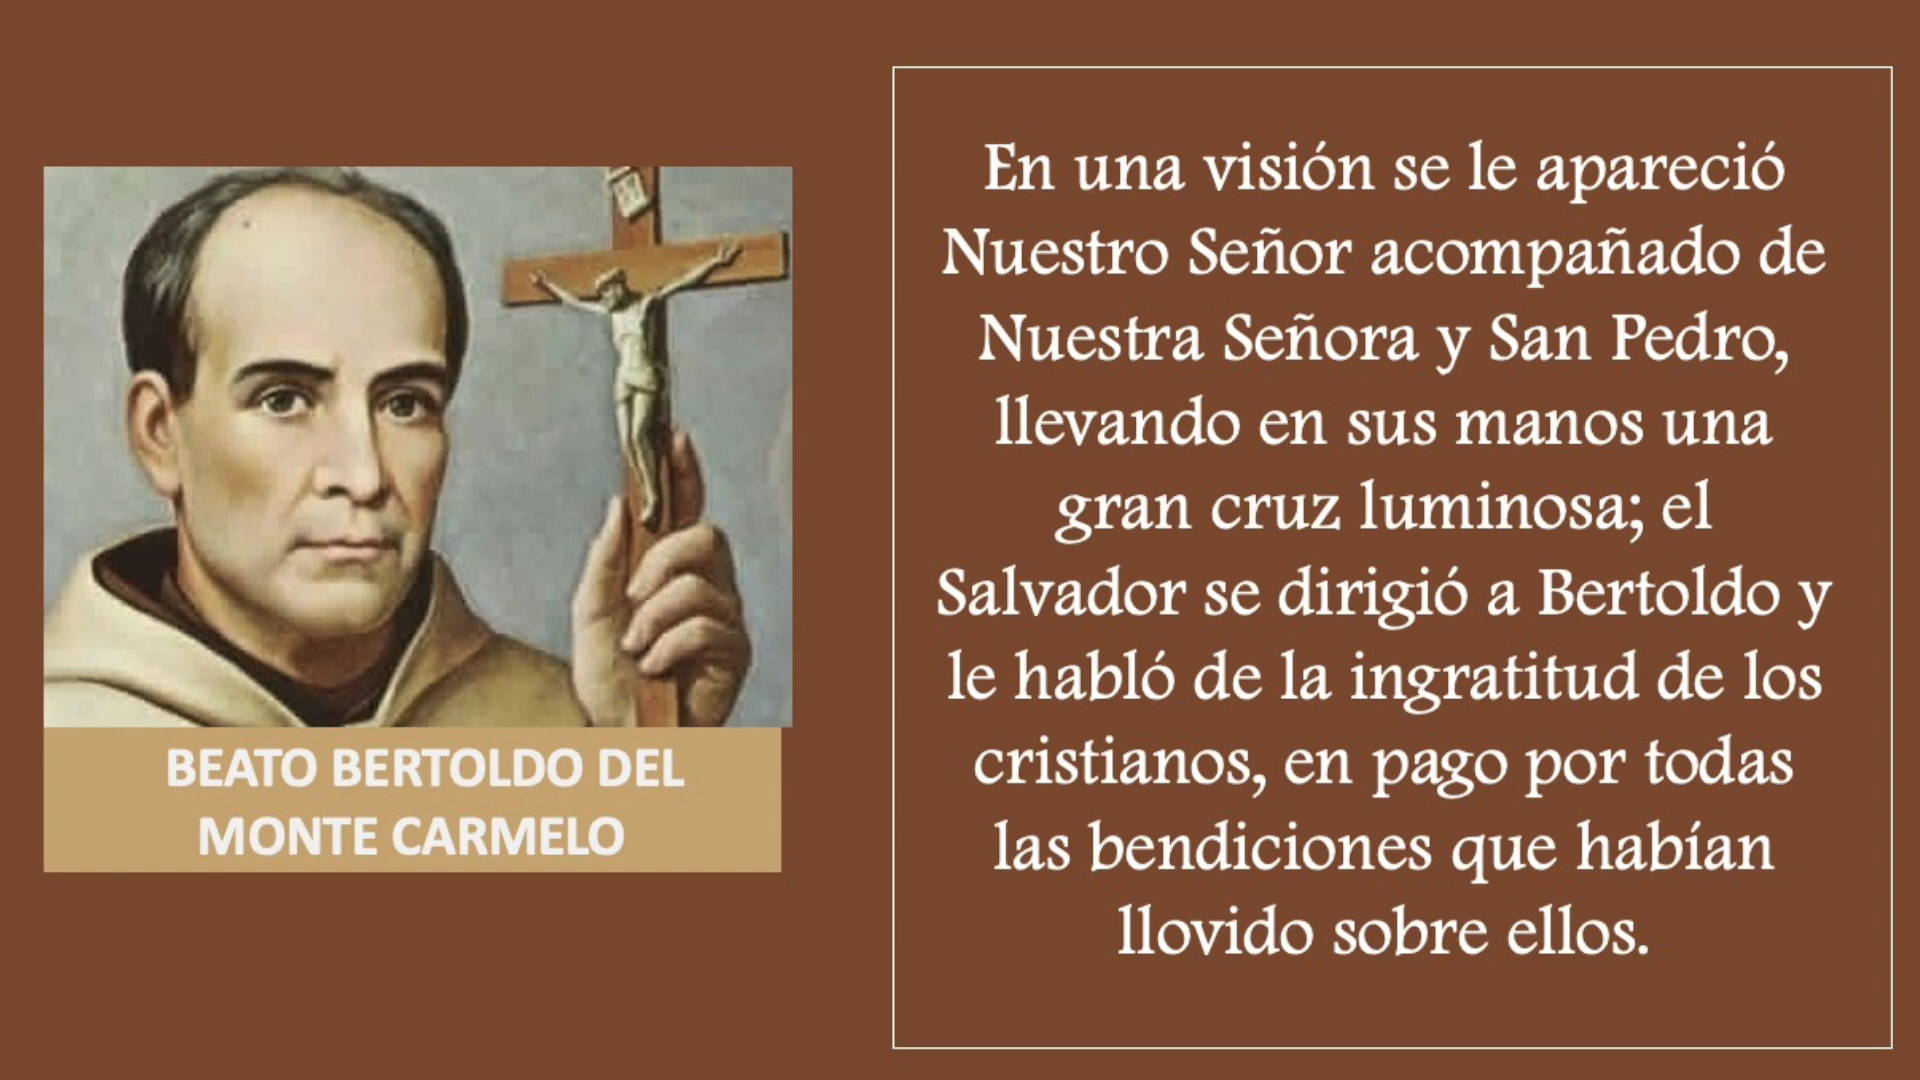 BEATO BERTOLDO DEL
MONTE CARMELO
En una visión se le apareció
Nuestro Señor acompañado de
Nuestra Señora y San Pedro,
llevando en sus manos una
gran cruz luminosa; el
Salvador se dirigió a Bertoldo y
le habló de la ingratitud de los
cristianos, en pago por todas
las bendiciones que habían
llovido sobre ellos.